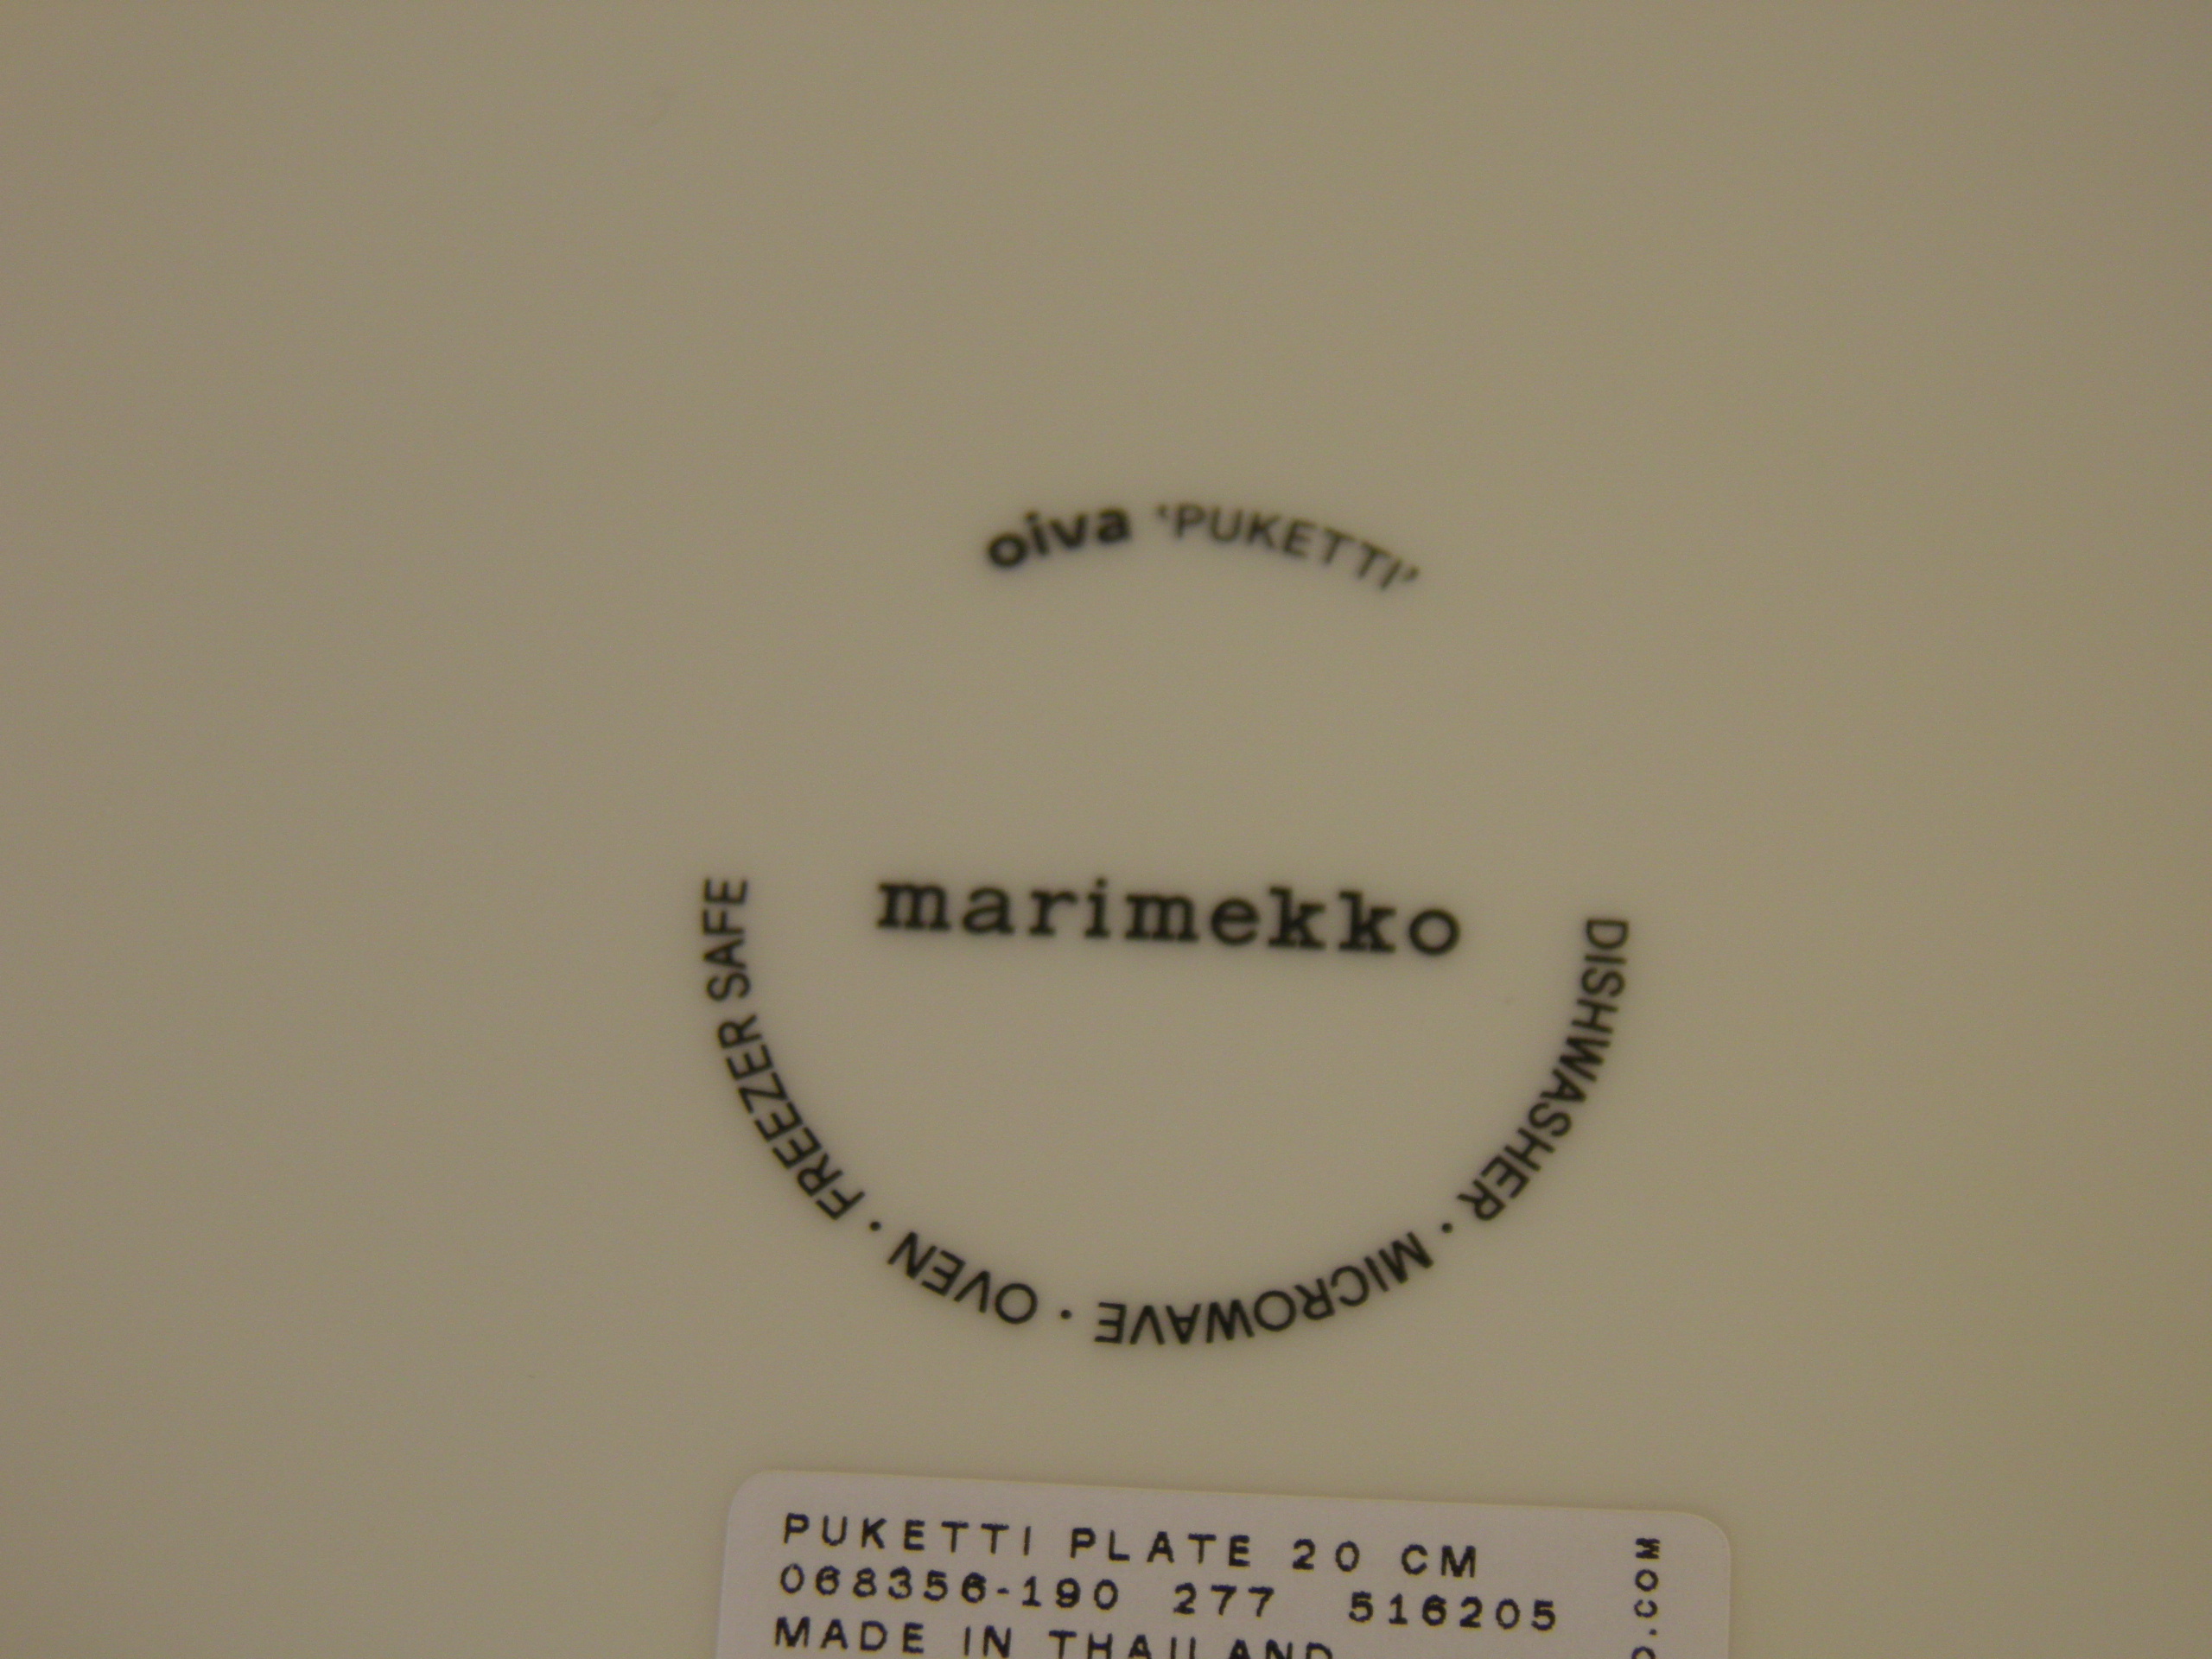 oiva 'PUKETTI'
marimekko
DISHWASHER · MICROWAVE · OVEN · FREEZER SAFE
PUKETTI PLATE 20 CM
068356-190 277 516205
MADE IN THAILAND
O.COM